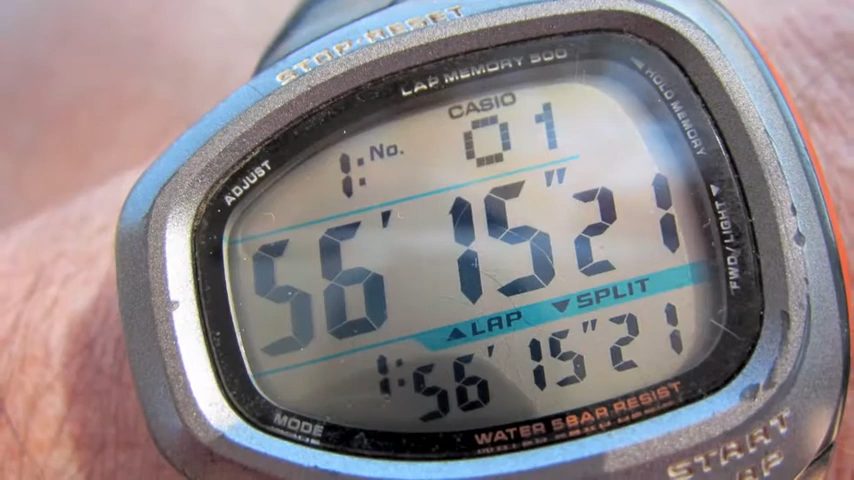 STOP·RESET
LAP MEMORY 500
CASIO
ADJUST
HOLD MEMORY
1: No. 01
56' 15" 21
FWD/LIGHT
LAP SPLIT
1: 56' 15" 21
MODE
WATER 5BAR RESIST
START